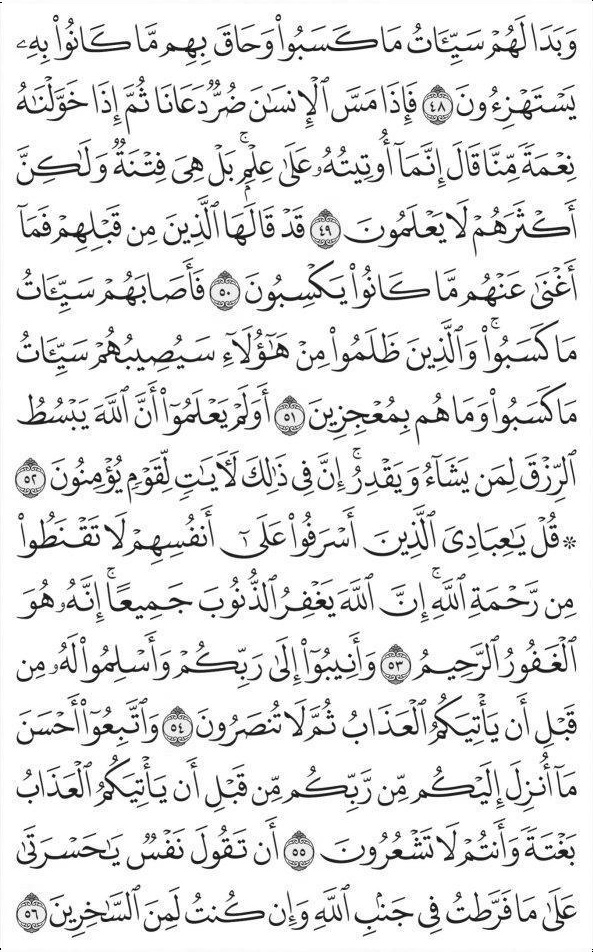 وَبَدَا لَهُمْ سَيِّـَٔاتُ مَا كَسَبُوا۟ وَحَاقَ بِهِم مَّا كَانُوا۟ بِهِۦ
يَسْتَهْزِءُونَ ٤٨ فَإِذَا مَسَّ ٱلْإِنسَٰنَ ضُرٌّ دَعَانَا ثُمَّ إِذَا خَوَّلْنَٰهُ
نِعْمَةً مِّنَّا قَالَ إِنَّمَآ أُوتِيتُهُۥ عَلَىٰ عِلْمٍۭ ۚ بَلْ هِىَ فِتْنَةٌ وَلَٰكِنَّ
أَكْثَرَهُمْ لَا يَعْلَمُونَ ٤٩ قَدْ قَالَهَا ٱلَّذِينَ مِن قَبْلِهِمْ فَمَآ
أَغْنَىٰ عَنْهُم مَّا كَانُوا۟ يَكْسِبُونَ ٥٠ فَأَصَابَهُمْ سَيِّـَٔاتُ
مَا كَسَبُوا۟ ۚ وَٱلَّذِينَ ظَلَمُوا۟ مِنْ هَٰٓؤُلَآءِ سَيُصِيبُهُمْ سَيِّـَٔاتُ
مَا كَسَبُوا۟ وَمَا هُم بِمُعْجِزِينَ ٥١ أَوَلَمْ يَعْلَمُوٓا۟ أَنَّ ٱللَّهَ يَبْسُطُ
ٱلرِّزْقَ لِمَن يَشَآءُ وَيَقْدِرُ ۚ إِنَّ فِى ذَٰلِكَ لَءَايَٰتٍ لِّقَوْمٍ يُؤْمِنُونَ ٥٢
* قُلْ يَٰعِبَادِىَ ٱلَّذِينَ أَسْرَفُوا۟ عَلَىٰٓ أَنفُسِهِمْ لَا تَقْنَطُوا۟
مِن رَّحْمَةِ ٱللَّهِ ۚ إِنَّ ٱللَّهَ يَغْفِرُ ٱلذُّنُوبَ جَمِيعًا ۚ إِنَّهُۥ هُوَ
ٱلْغَفُورُ ٱلرَّحِيمُ ٥٣ وَأَنِيبُوٓا۟ إِلَىٰ رَبِّكُمْ وَأَسْلِمُوا۟ لَهُۥ مِن
قَبْلِ أَن يَأْتِيَكُمُ ٱلْعَذَابُ ثُمَّ لَا تُنصَرُونَ ٥٤ وَٱتَّبِعُوٓا۟ أَحْسَنَ
مَآ أُنزِلَ إِلَيْكُم مِّن رَّبِّكُم مِّن قَبْلِ أَن يَأْتِيَكُمُ ٱلْعَذَابُ
بَغْتَةً وَأَنتُمْ لَا تَشْعُرُونَ ٥٥ أَن تَقُولَ نَفْسٌ يَٰحَسْرَتَىٰ
عَلَىٰ مَا فَرَّطتُ فِى جَنۢبِ ٱللَّهِ وَإِن كُنتُ لَمِنَ ٱلسَّٰخِرِينَ ٥٦